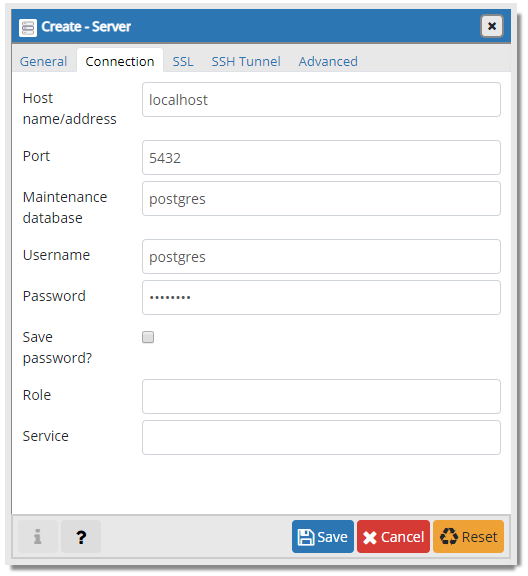 Create - Server
General Connection SSL SSH Tunnel Advanced
Host
name/address
localhost
Port
5432
Maintenance
database
postgres
Username
postgres
Password
••••••••
Save
password?
Role
Service
i ? Save Cancel Reset